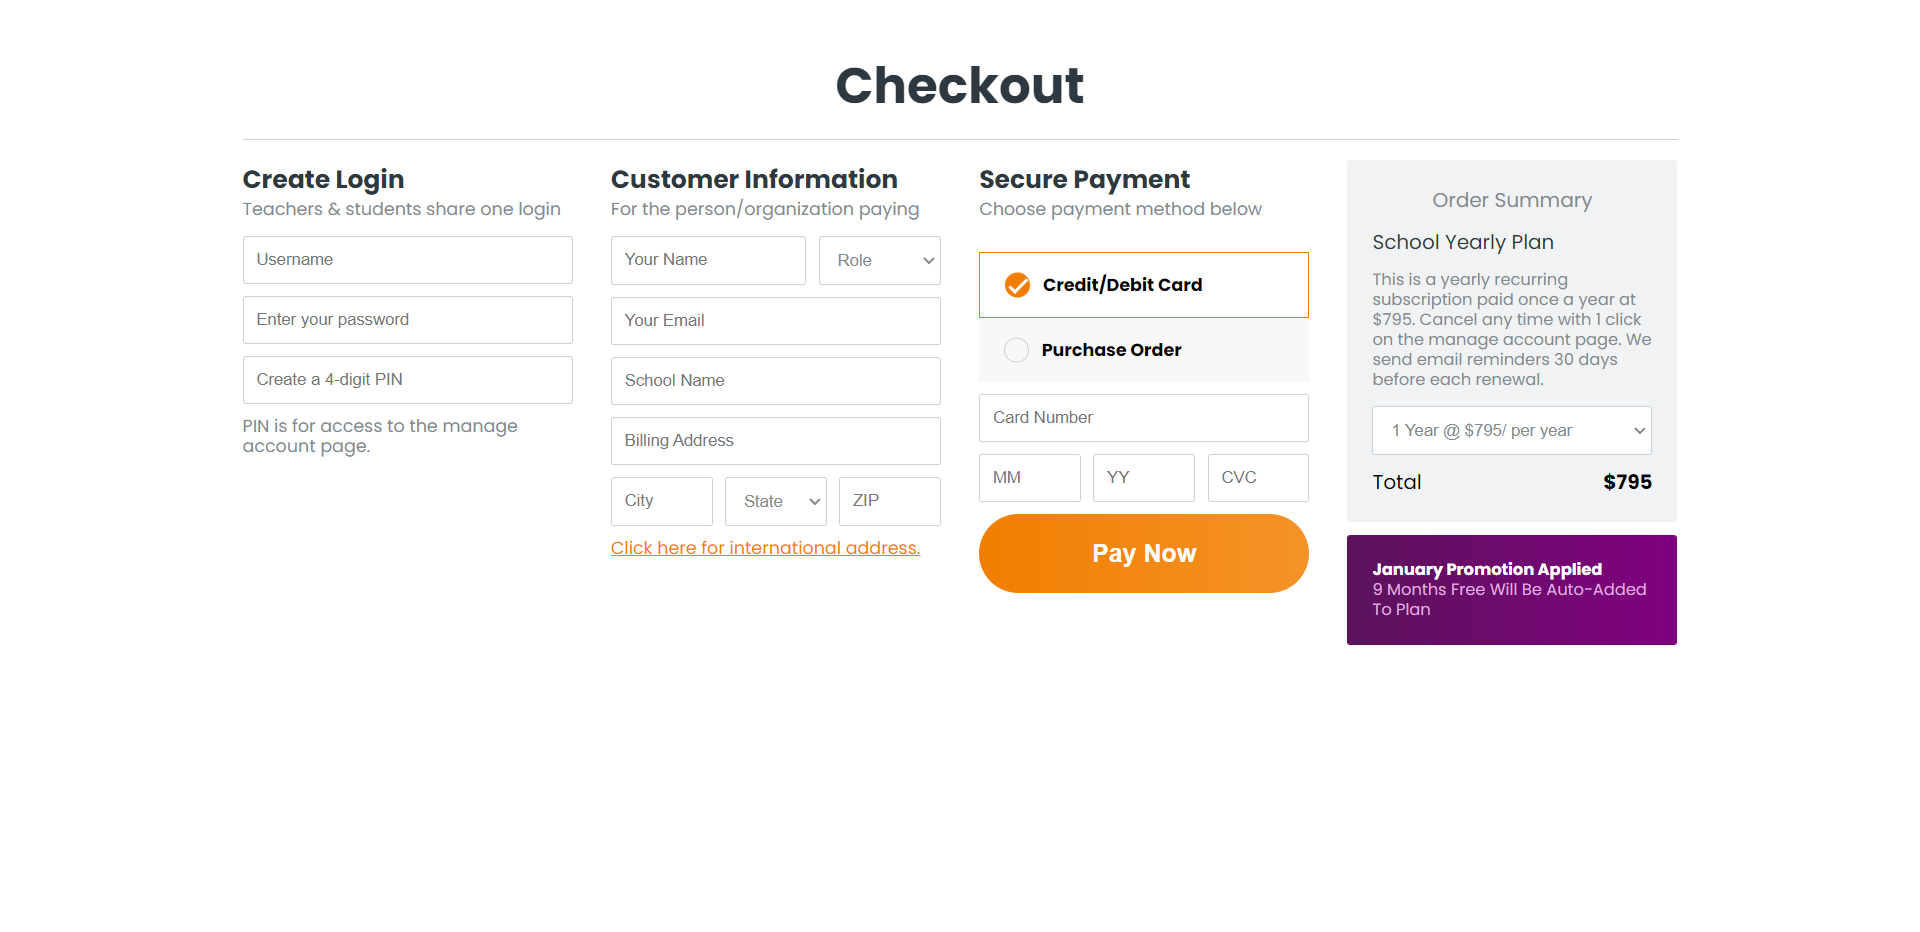 Checkout
Create Login
Teachers & students share one login
Username
Enter your password
Create a 4-digit PIN
PIN is for access to the manage
account page.
Customer Information
For the person/organization paying
Your Name
Role
Your Email
School Name
Billing Address
City
State
ZIP
Click here for international address.
Secure Payment
Choose payment method below
Credit/Debit Card
Purchase Order
Card Number
MM
YY
CVC
Pay Now
Order Summary
School Yearly Plan
This is a yearly recurring
subscription paid once a year at
$795. Cancel any time with 1 click
on the manage account page. We
send email reminders 30 days
before each renewal.
1 Year @ $795/ per year
Total $795
January Promotion Applied
9 Months Free Will Be Auto-Added
To Plan